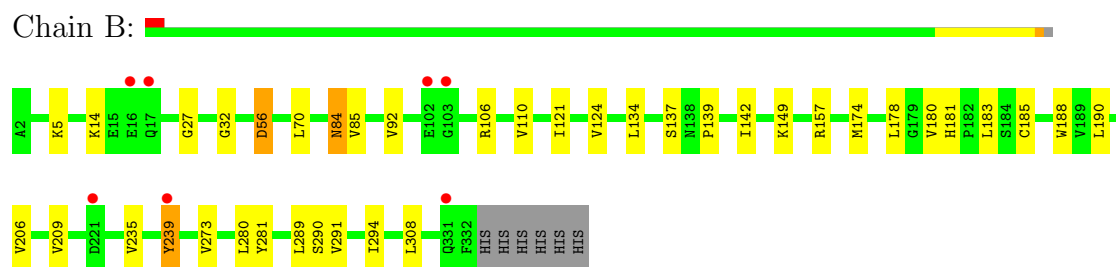 Chain B:
A2 K5 K14 E15 E16 Q17 G27 G32 D56 L70 N84 V85 V92 E102 G103 R106 V110 I121 V124 L134 S137 N138 P139 I142 K149 R157 M174 L178 G179 V180 H181 P182 L183 S184 C185 W188 V189 L190
V206 V209 D221 V235 Y239 V273 L280 Y281 L289 S290 V291 I294 L308 Q331 F332 HIS HIS HIS HIS HIS HIS